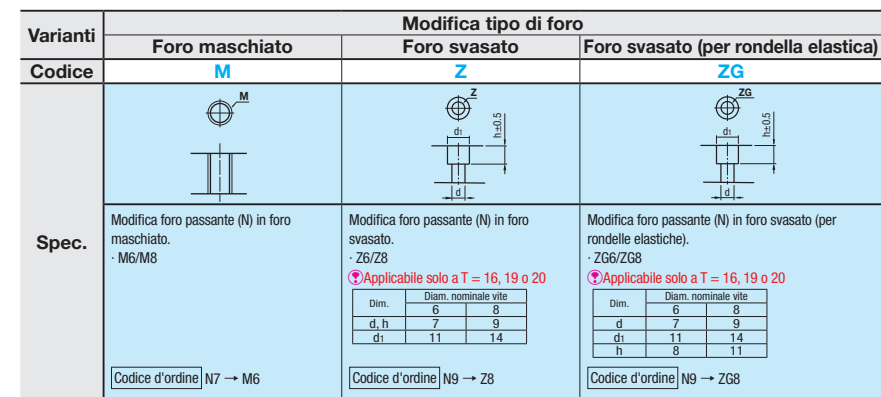 Varianti
Modifica tipo di foro
Foro maschiato
Foro svasato
Foro svasato (per rondella elastica)
Codice
M
Z
ZG
Spec.
M
Modifica foro passante (N) in foro
maschiato.
· M6/M8
Codice d'ordine N7 → M6
Z
d1
h±0.5
d
Modifica foro passante (N) in foro
svasato.
· Z6/Z8
Applicabile solo a T = 16, 19 o 20
Dim.
Diam. nominale vite
6 8
d, h 7 9
d1 11 14
Codice d'ordine N9 → Z8
ZG
d1
h±0.5
d
Modifica foro passante (N) in foro svasato (per
rondelle elastiche).
· ZG6/ZG8
Applicabile solo a T = 16, 19 o 20
Dim.
Diam. nominale vite
6 8
d 7 9
d1 11 14
h 8 11
Codice d'ordine N9 → ZG8